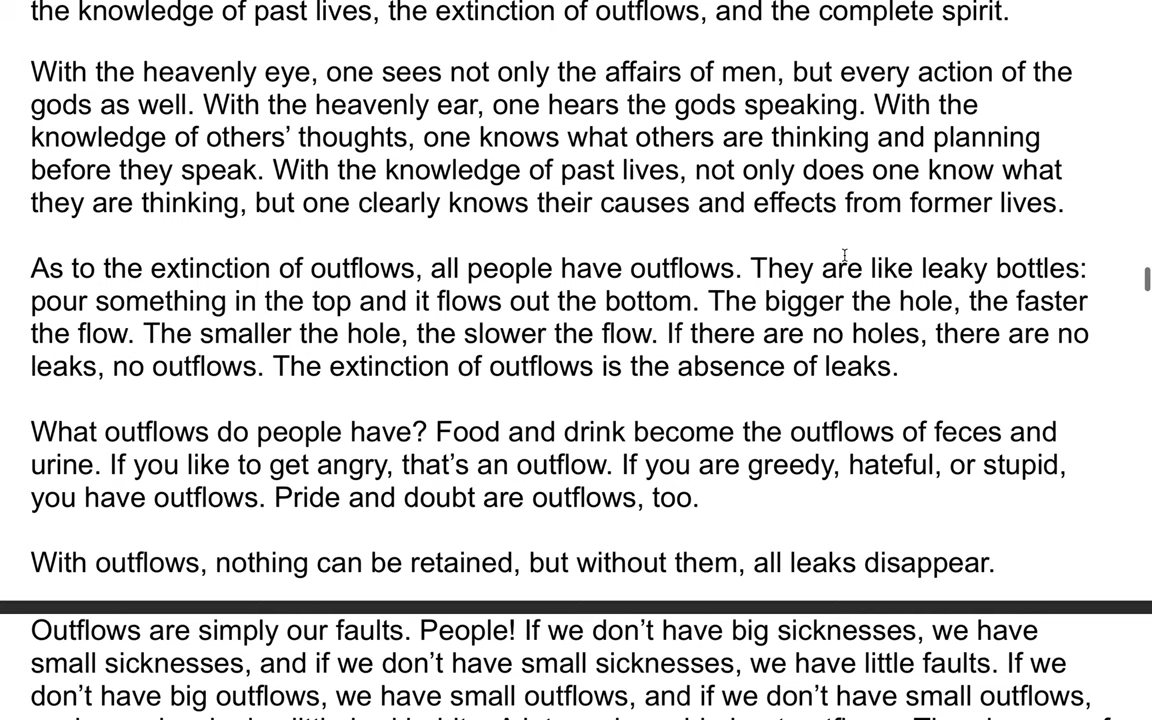 the knowledge of past lives, the extinction of outflows, and the complete spirit.
With the heavenly eye, one sees not only the affairs of men, but every action of the
gods as well. With the heavenly ear, one hears the gods speaking. With the
knowledge of others’ thoughts, one knows what others are thinking and planning
before they speak. With the knowledge of past lives, not only does one know what
they are thinking, but one clearly knows their causes and effects from former lives.
As to the extinction of outflows, all people have outflows. They are like leaky bottles:
pour something in the top and it flows out the bottom. The bigger the hole, the faster
the flow. The smaller the hole, the slower the flow. If there are no holes, there are no
leaks, no outflows. The extinction of outflows is the absence of leaks.
What outflows do people have? Food and drink become the outflows of feces and
urine. If you like to get angry, that’s an outflow. If you are greedy, hateful, or stupid,
you have outflows. Pride and doubt are outflows, too.
With outflows, nothing can be retained, but without them, all leaks disappear.
Outflows are simply our faults. People! If we don’t have big sicknesses, we have
small sicknesses, and if we don’t have small sicknesses, we have little faults. If we
don’t have big outflows, we have small outflows, and if we don’t have small outflows,